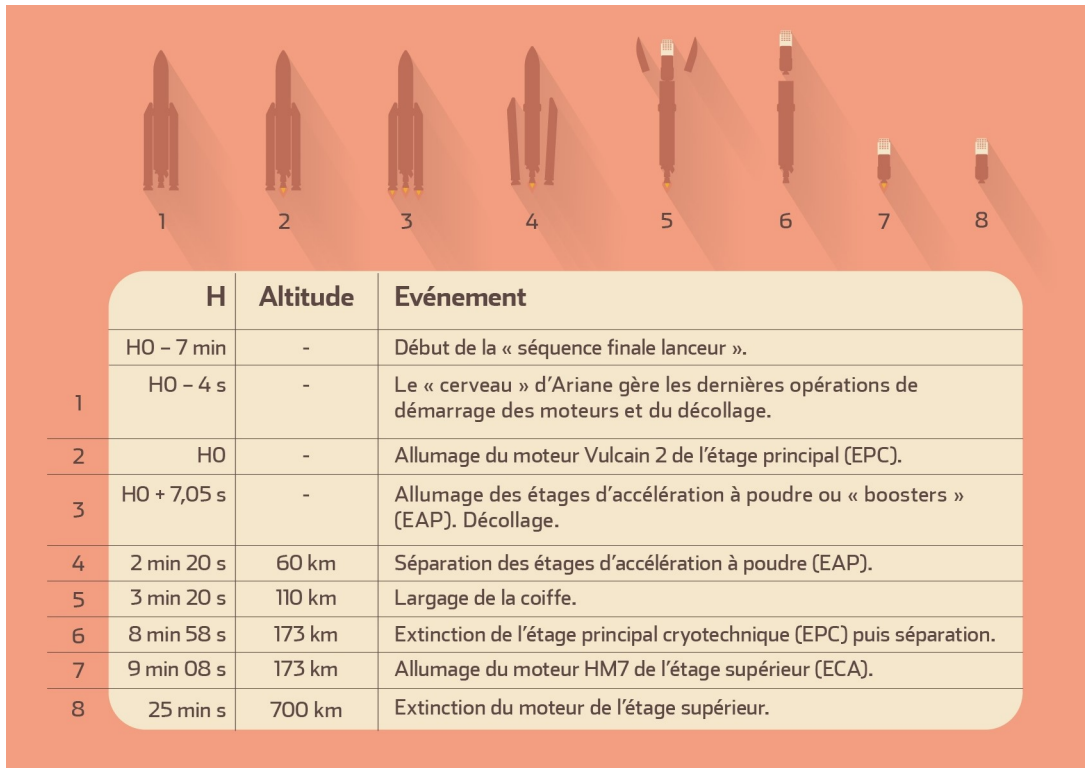 1 2 3 4 5 6 7 8
H Altitude Evénement
H0 – 7 min - Début de la « séquence finale lanceur ».
1 H0 – 4 s - Le « cerveau » d’Ariane gère les dernières opérations de
démarrage des moteurs et du décollage.
2 H0 - Allumage du moteur Vulcain 2 de l’étage principal (EPC).
3 H0 + 7,05 s - Allumage des étages d’accélération à poudre ou « boosters »
(EAP). Décollage.
4 2 min 20 s 60 km Séparation des étages d’accélération à poudre (EAP).
5 3 min 20 s 110 km Largage de la coiffe.
6 8 min 58 s 173 km Extinction de l’étage principal cryotechnique (EPC) puis séparation.
7 9 min 08 s 173 km Allumage du moteur HM7 de l’étage supérieur (ECA).
8 25 min s 700 km Extinction du moteur de l’étage supérieur.